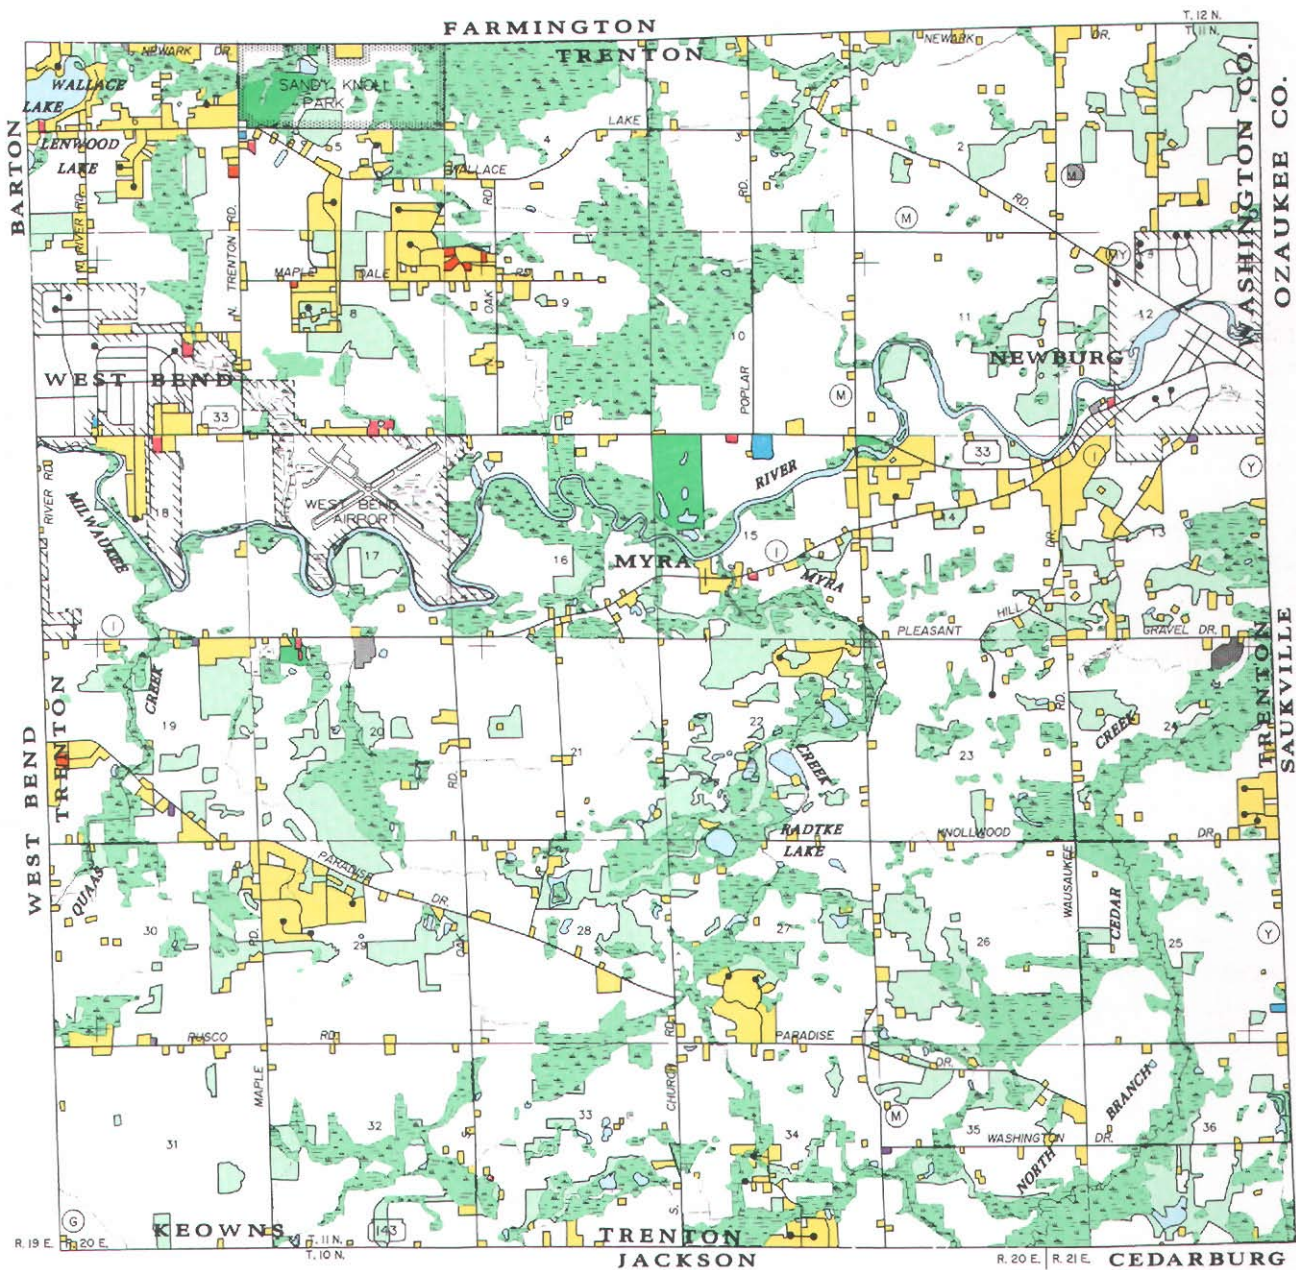 FARMINGTON
T. 12 N.
T. 11 N.
TRENTON
NEWARK DR.
NEWARK DR.
WALLACE
LAKE
SANDY KNOLL
PARK
WASHINGTON CO.
OZAUKEE CO.
BARTON
LENWOOD
LAKE
6
5
4
3
2
LAKE
WALLACE
RD.
M
M
N. RIVER RD.
N. TRENTON RD.
OAK RD.
POPLAR RD.
MAPLE DALE RD.
MY
7
8
9
10
11
12
NEWBURG
WEST BEND
33
M
33
I
Y
RIVER RD.
MILWAUKEE
RIVER
WEST BEND
AIRPORT
18
17
16
15
14
13
MYRA
I
MYRA
CREEK
HILL
DR.
PLEASANT
GRAVEL DR.
I
TRENTON
SAUKVILLE
WEST BEND
TRENTON
CREEK
19
20
21
22
23
24
RD.
RD.
CREEK
RADTKE
LAKE
KNOLLWOOD
DR.
QUAAS
PARADISE
DR.
WAUSAUKEE
CEDAR
30
29
28
27
26
25
RD.
OAK
Y
RUSCO RD.
PARADISE
DR.
RD.
MAPLE
S. CHURCH
M
BRANCH
31
32
33
34
35
36
S.
WASHINGTON DR.
NORTH
G
KEOWNS
143
TRENTON
R. 19 E. R. 20 E.
T. 11 N.
T. 10 N.
JACKSON
R. 20 E. R. 21 E.
CEDARBURG